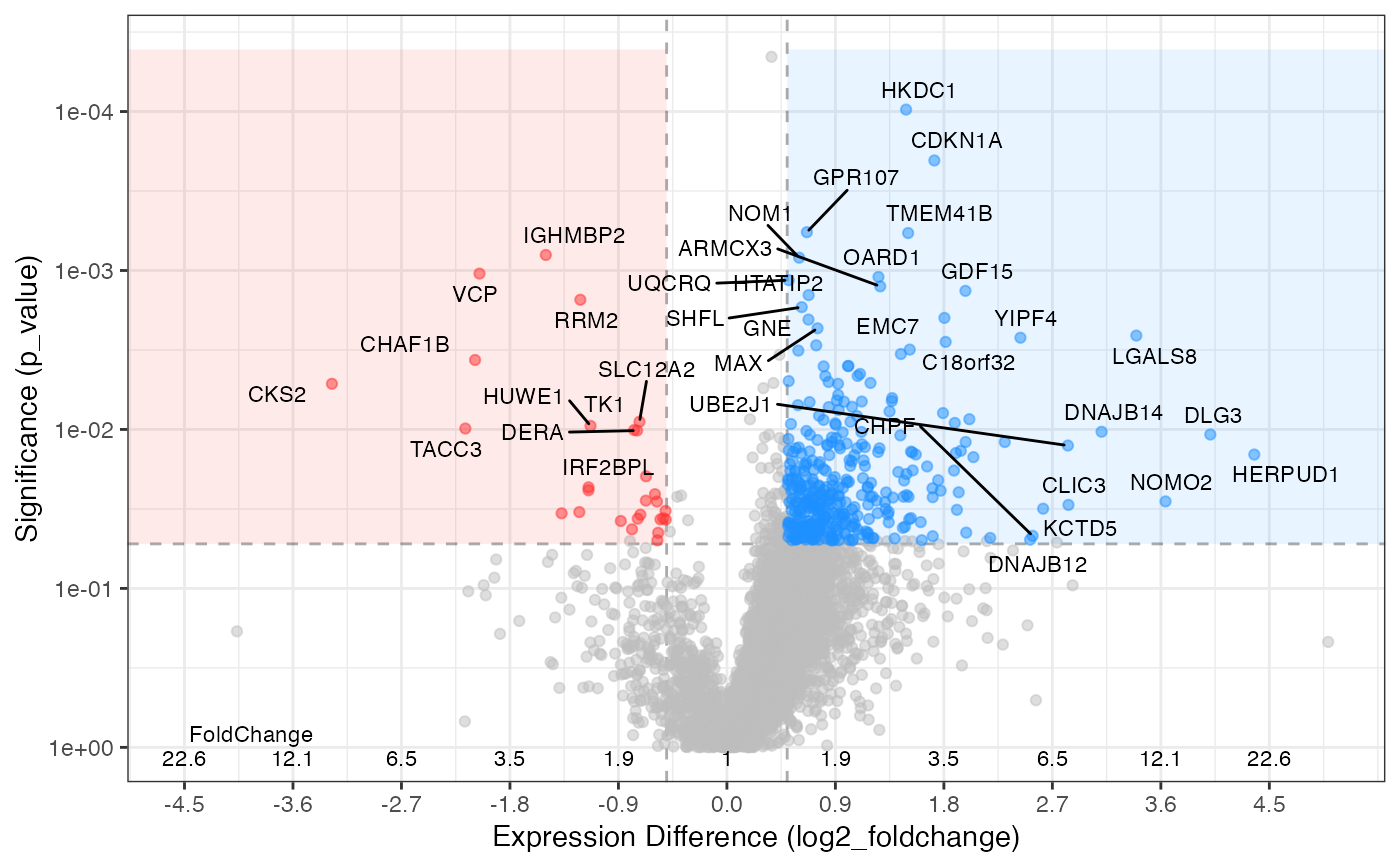 HKDC1
1e-04
CDKN1A
GPR107
NOM1
TMEM41B
IGHMBP2
ARMCX3
OARD1
1e-03
GDF15
UQCRQ
HTATIP2
VCP
RRM2
SHFL
GNE
EMC7
YIPF4
CHAF1B
LGALS8
MAX
C18orf32
SLC12A2
CKS2
HUWE1
TK1
UBE2J1
DNAJB14
DLG3
1e-02
DERA
CHPF
TACC3
IRF2BPL
HERPUD1
CLIC3
NOMO2
KCTD5
DNAJB12
1e-01
FoldChange
1e+00
22.6 12.1 6.5 3.5 1.9 1 1.9 3.5 6.5 12.1 22.6
-4.5 -3.6 -2.7 -1.8 -0.9 0.0 0.9 1.8 2.7 3.6 4.5
Expression Difference (log2_foldchange)
Significance (p_value)